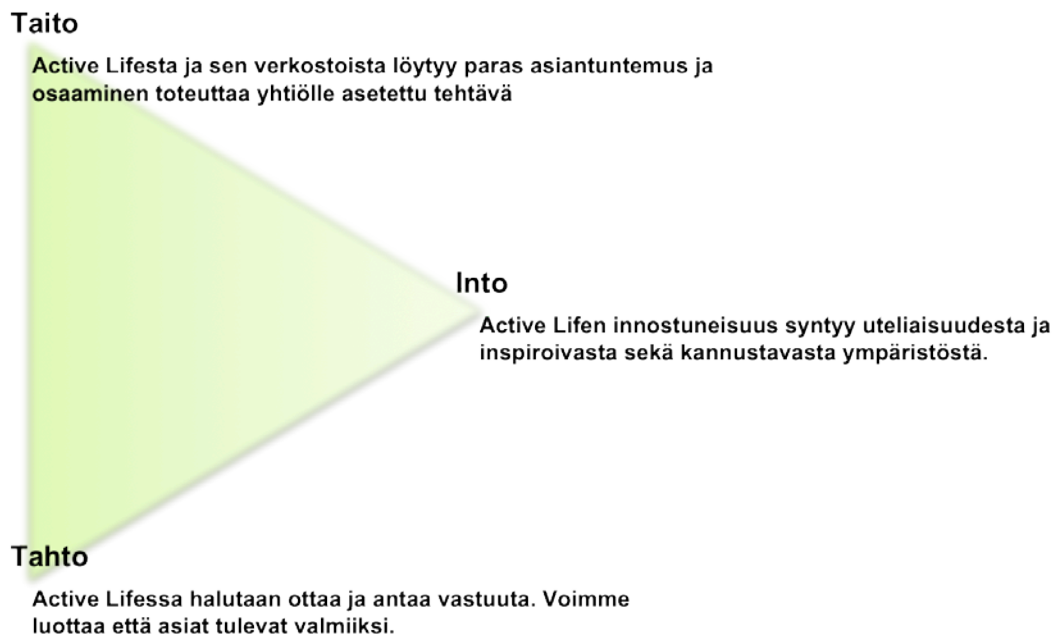 Taito
Active Lifesta ja sen verkostoista löytyy paras asiantuntemus ja
osaaminen toteuttaa yhtiölle asetettu tehtävä
Into
Active Lifen innostuneisuus syntyy uteliaisuudesta ja
inspiroivasta sekä kannustavasta ympäristöstä.
Tahto
Active Lifessa halutaan ottaa ja antaa vastuuta. Voimme
luottaa että asiat tulevat valmiiksi.